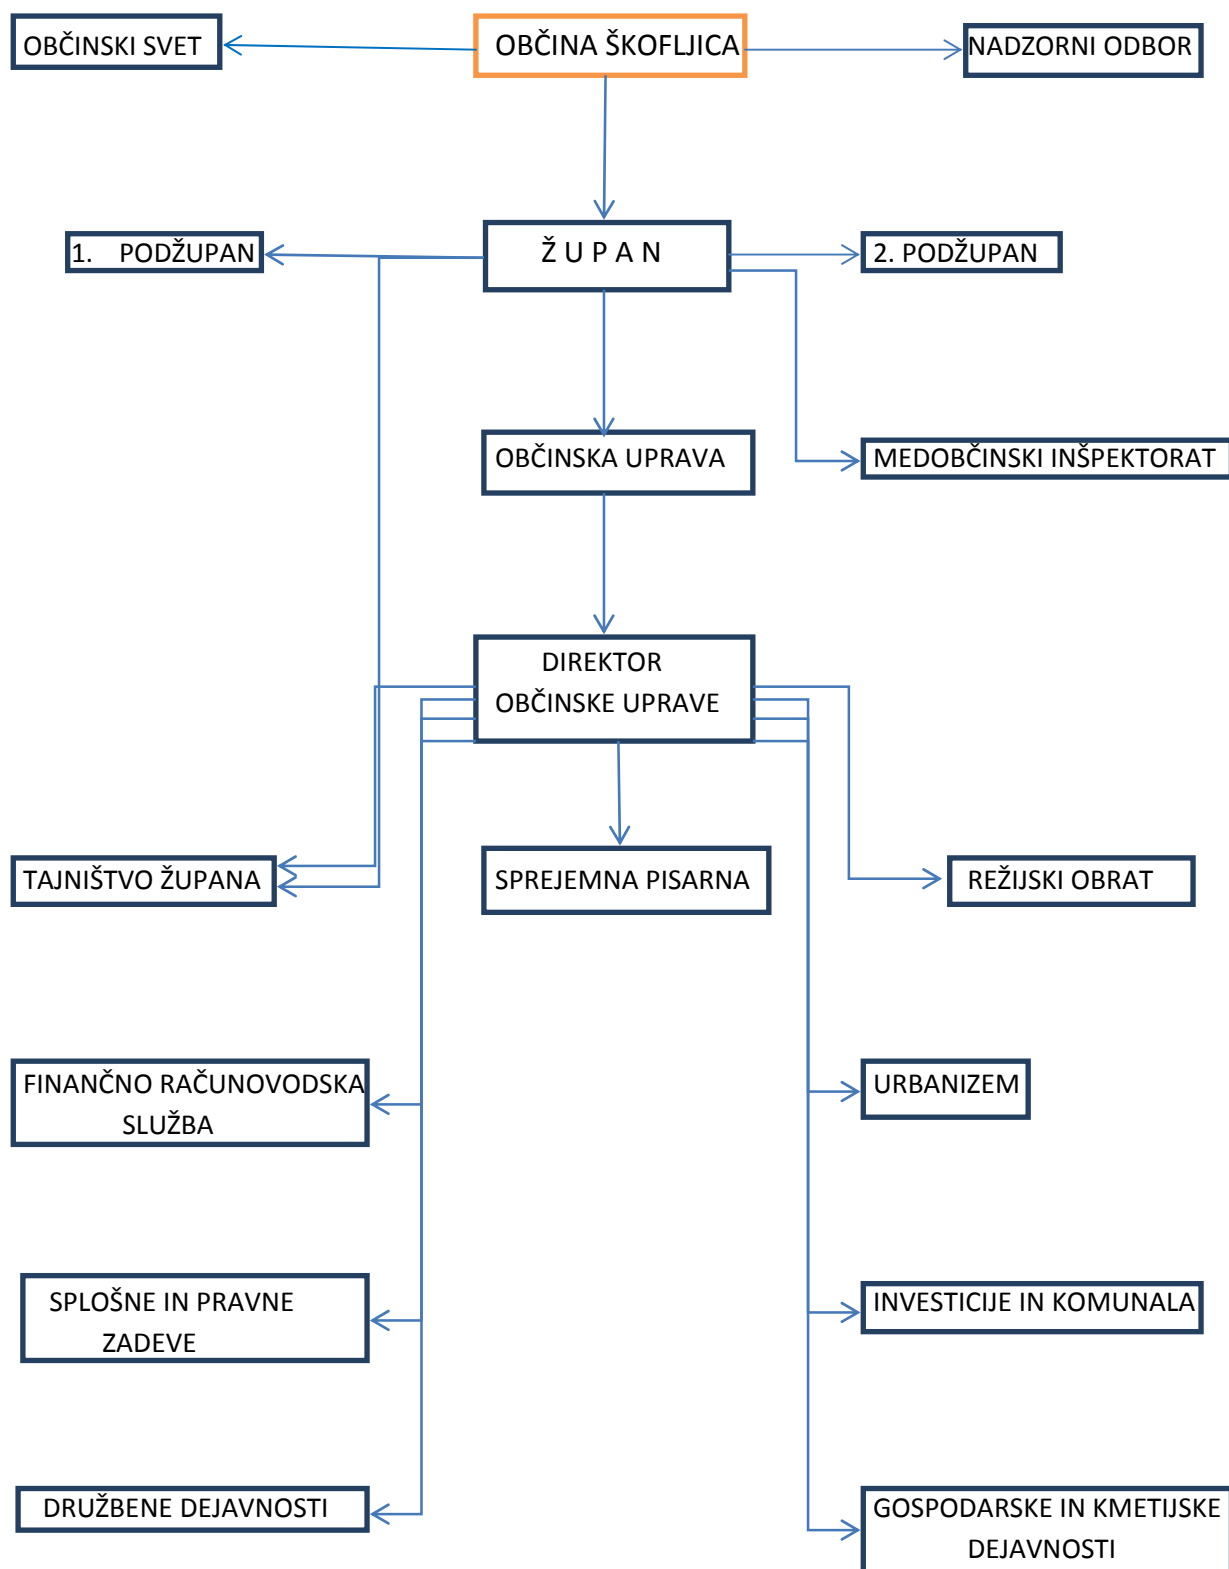 OBČINSKI SVET
OBČINA ŠKOFLJICA
NADZORNI ODBOR
1. PODŽUPAN
Ž U P A N
2. PODŽUPAN
OBČINSKA UPRAVA
MEDOBČINSKI INŠPEKTORAT
DIREKTOR
OBČINSKE UPRAVE
TAJNIŠTVO ŽUPANA
SPREJEMNA PISARNA
REŽIJSKI OBRAT
FINANČNO RAČUNOVODSKA
SLUŽBA
URBANIZEM
SPLOŠNE IN PRAVNE
ZADEVE
INVESTICIJE IN KOMUNALA
DRUŽBENE DEJAVNOSTI
GOSPODARSKE IN KMETIJSKE
DEJAVNOSTI